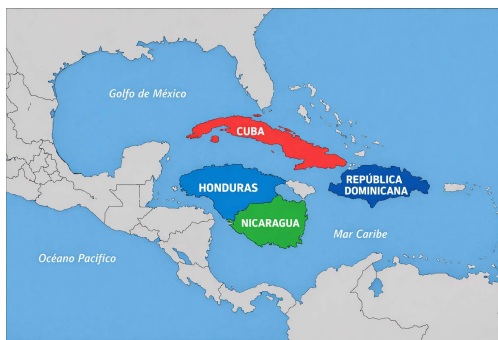 Golfo de México
CUBA
HONDURAS
REPÚBLICA
DOMINICANA
NICARAGUA
Mar Caribe
Océano Pacífico